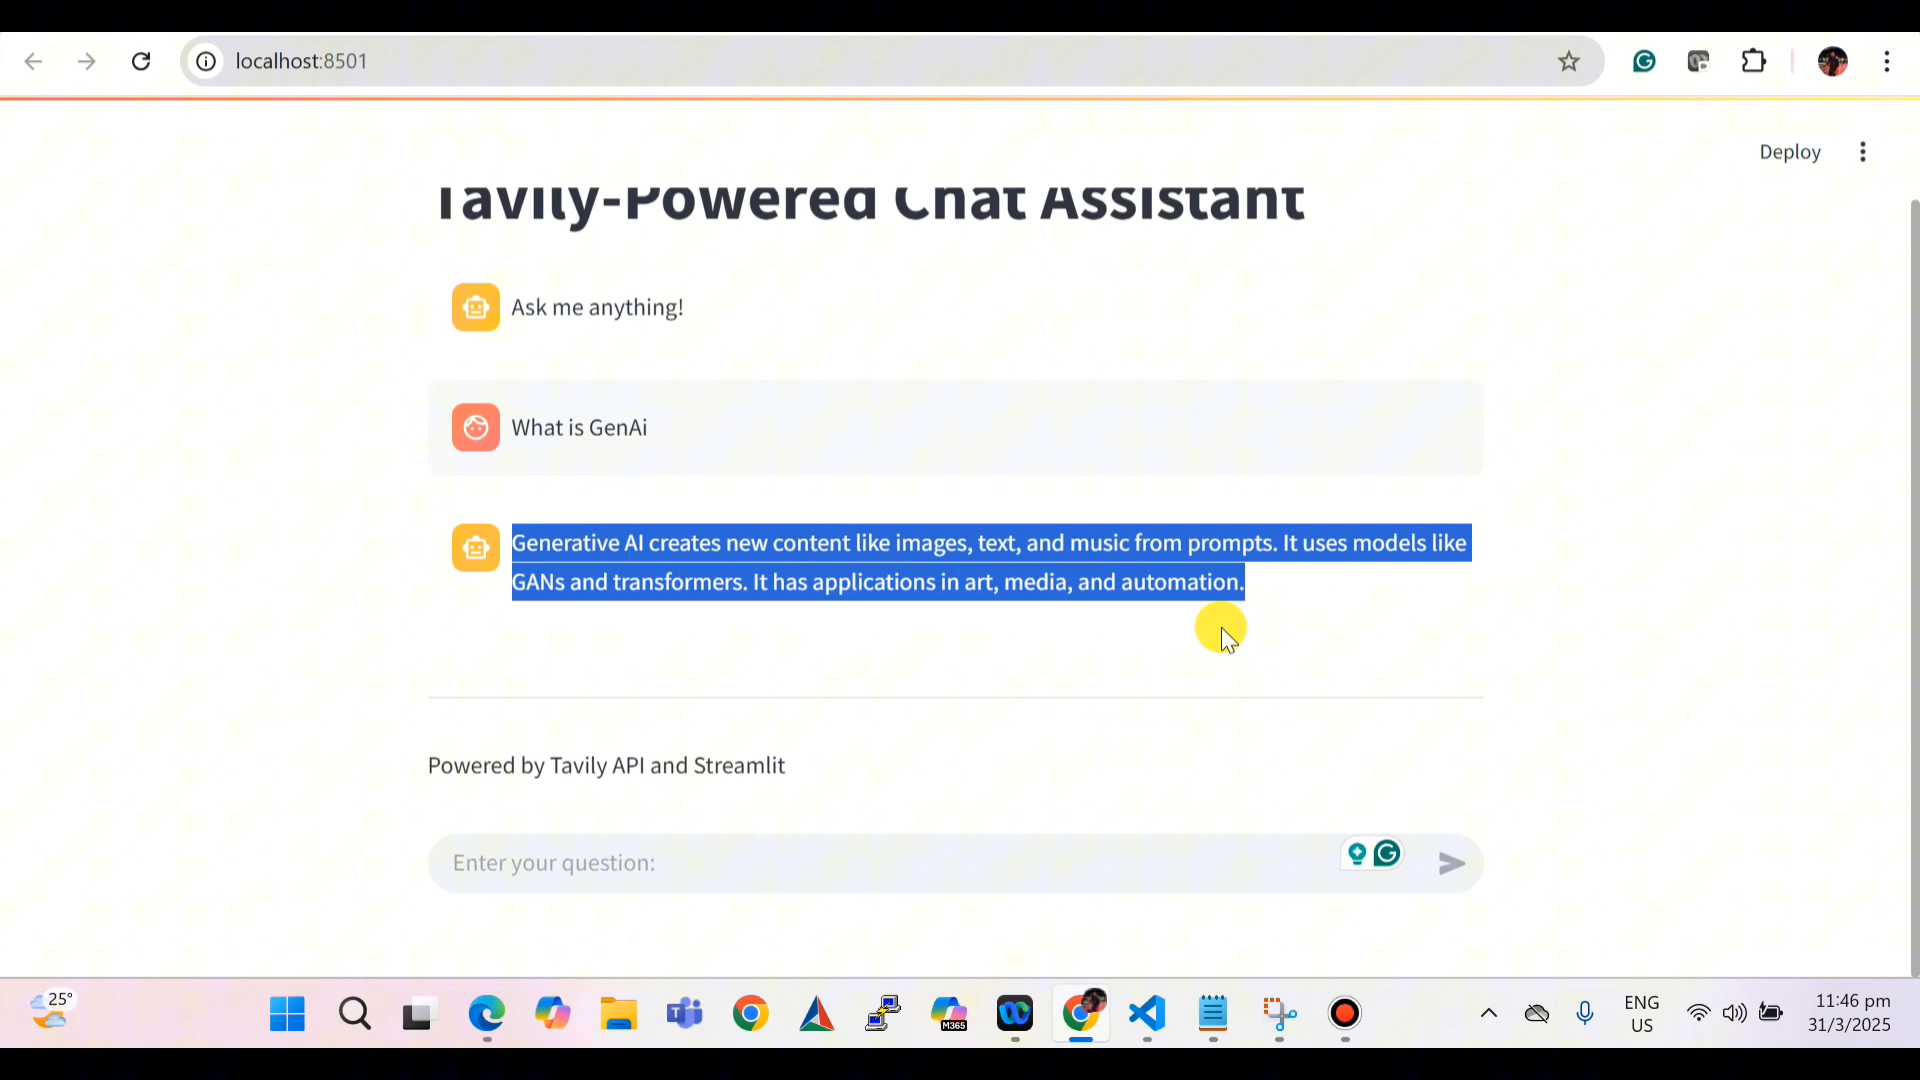 localhost:8501
Deploy
Tavily-Powered Chat Assistant
Ask me anything!
What is GenAi
Generative AI creates new content like images, text, and music from prompts. It uses models like
GANs and transformers. It has applications in art, media, and automation.
Powered by Tavily API and Streamlit
Enter your question:
25°
M365
ENG
US
11:46 pm
31/3/2025